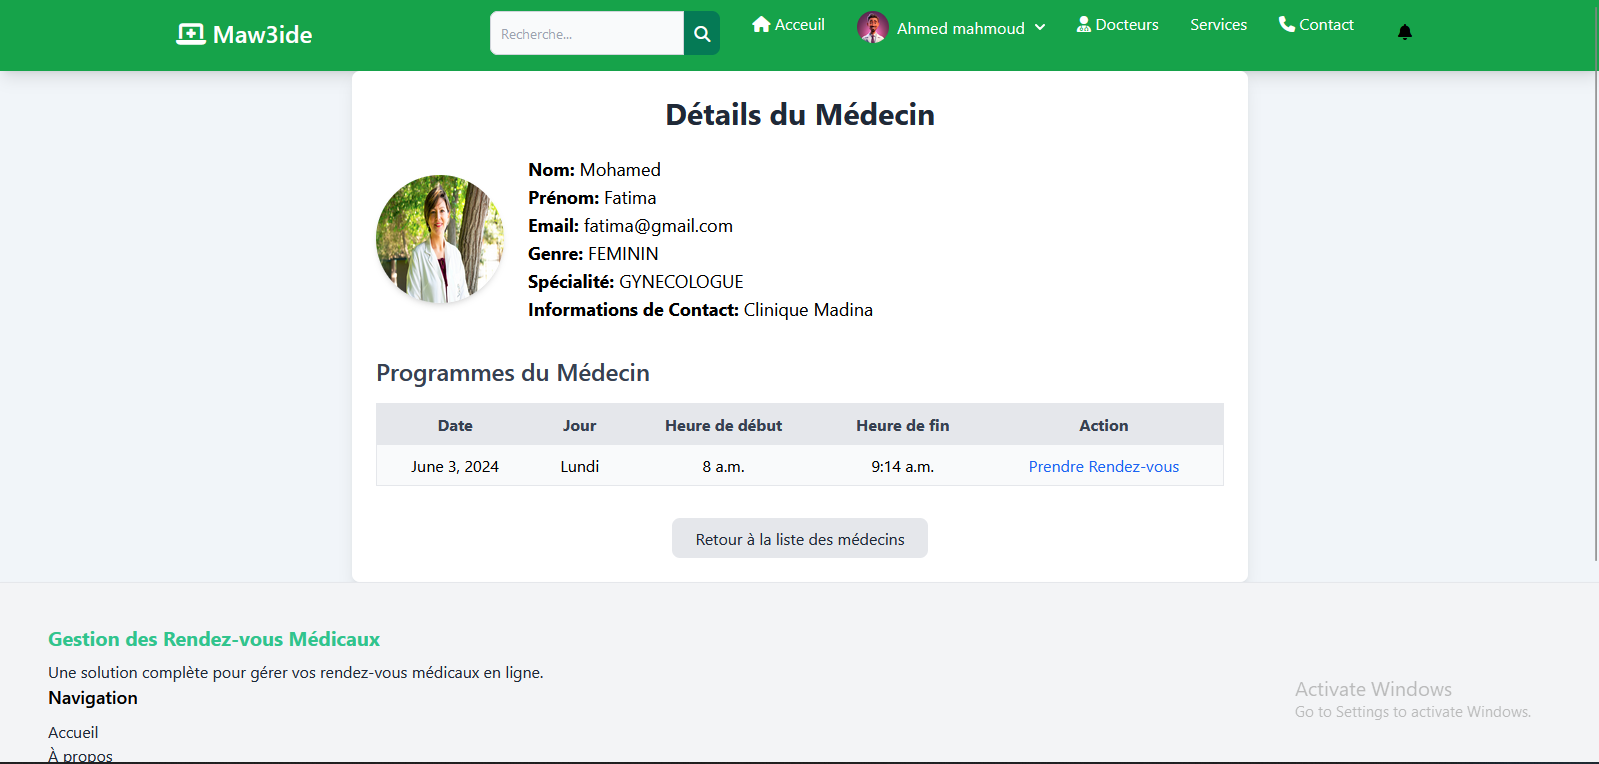 Maw3ide
Recherche...
Acceuil
Ahmed mahmoud
Docteurs
Services
Contact
Détails du Médecin
Nom: Mohamed
Prénom: Fatima
Email: fatima@gmail.com
Genre: FEMININ
Spécialité: GYNECOLOGUE
Informations de Contact: Clinique Madina
Programmes du Médecin
Date Jour Heure de début Heure de fin Action
June 3, 2024 Lundi 8 a.m. 9:14 a.m. Prendre Rendez-vous
Retour à la liste des médecins
Gestion des Rendez-vous Médicaux
Une solution complète pour gérer vos rendez-vous médicaux en ligne.
Navigation
Accueil
À propos
Activate Windows
Go to Settings to activate Windows.